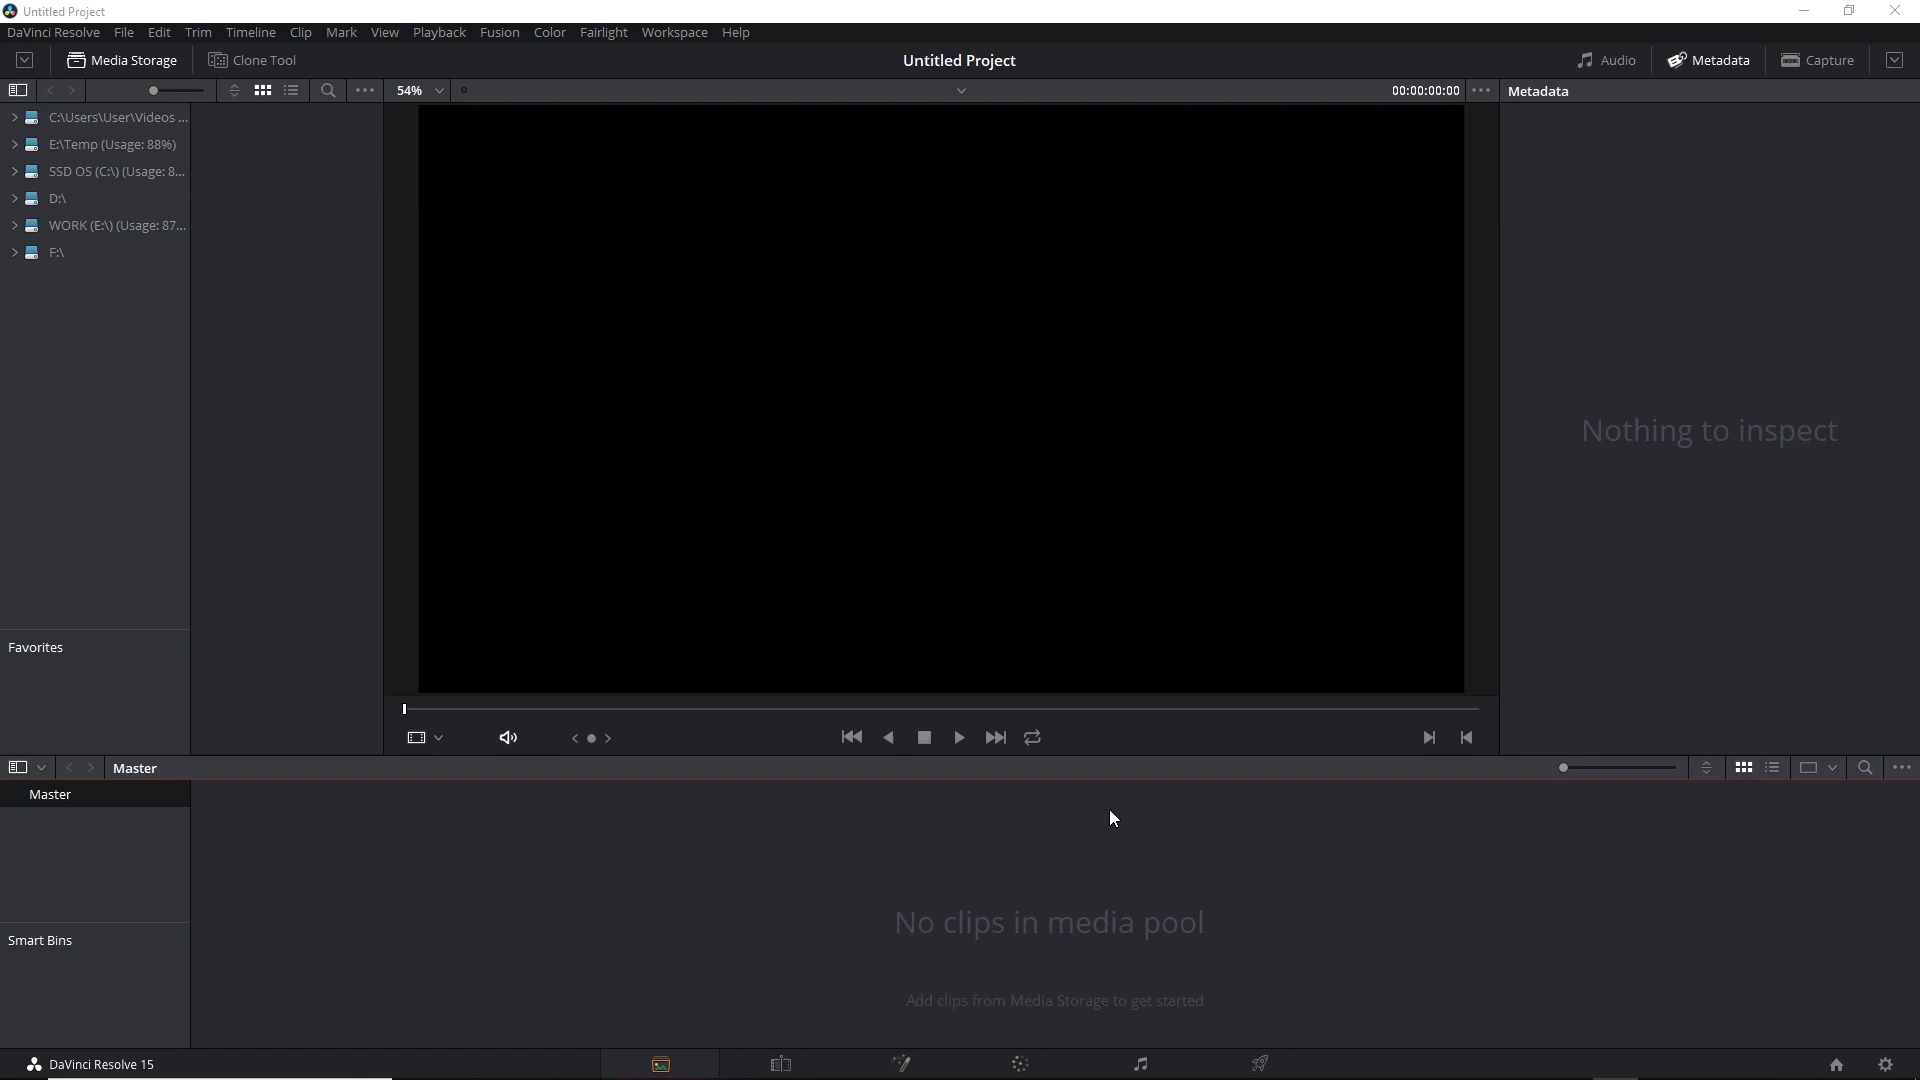 Untitled Project
DaVinci Resolve File Edit Trim Timeline Clip Mark View Playback Fusion Color Fairlight Workspace Help
Media Storage Clone Tool Untitled Project Audio Metadata Capture
54% 00:00:00:00 Metadata
C:\Users\User\Videos ...
E:\Temp (Usage: 88%)
SSD OS (C:\) (Usage: 8...
D:\
WORK (E:\) (Usage: 87...
F:\
Nothing to inspect
Favorites
Master
Master
No clips in media pool
Smart Bins
Add clips from Media Storage to get started
DaVinci Resolve 15